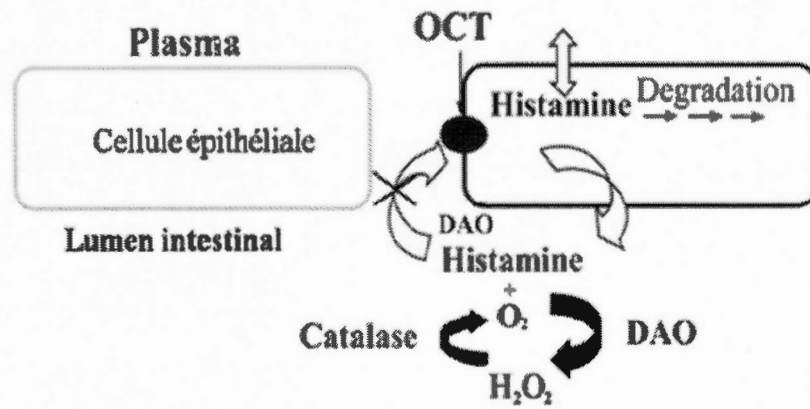 Plasma
OCT
Histamine
Degradation
Cellule épithéliale
DAO
Lumen intestinal
Histamine
+
O₂
Catalase
DAO
H₂O₂